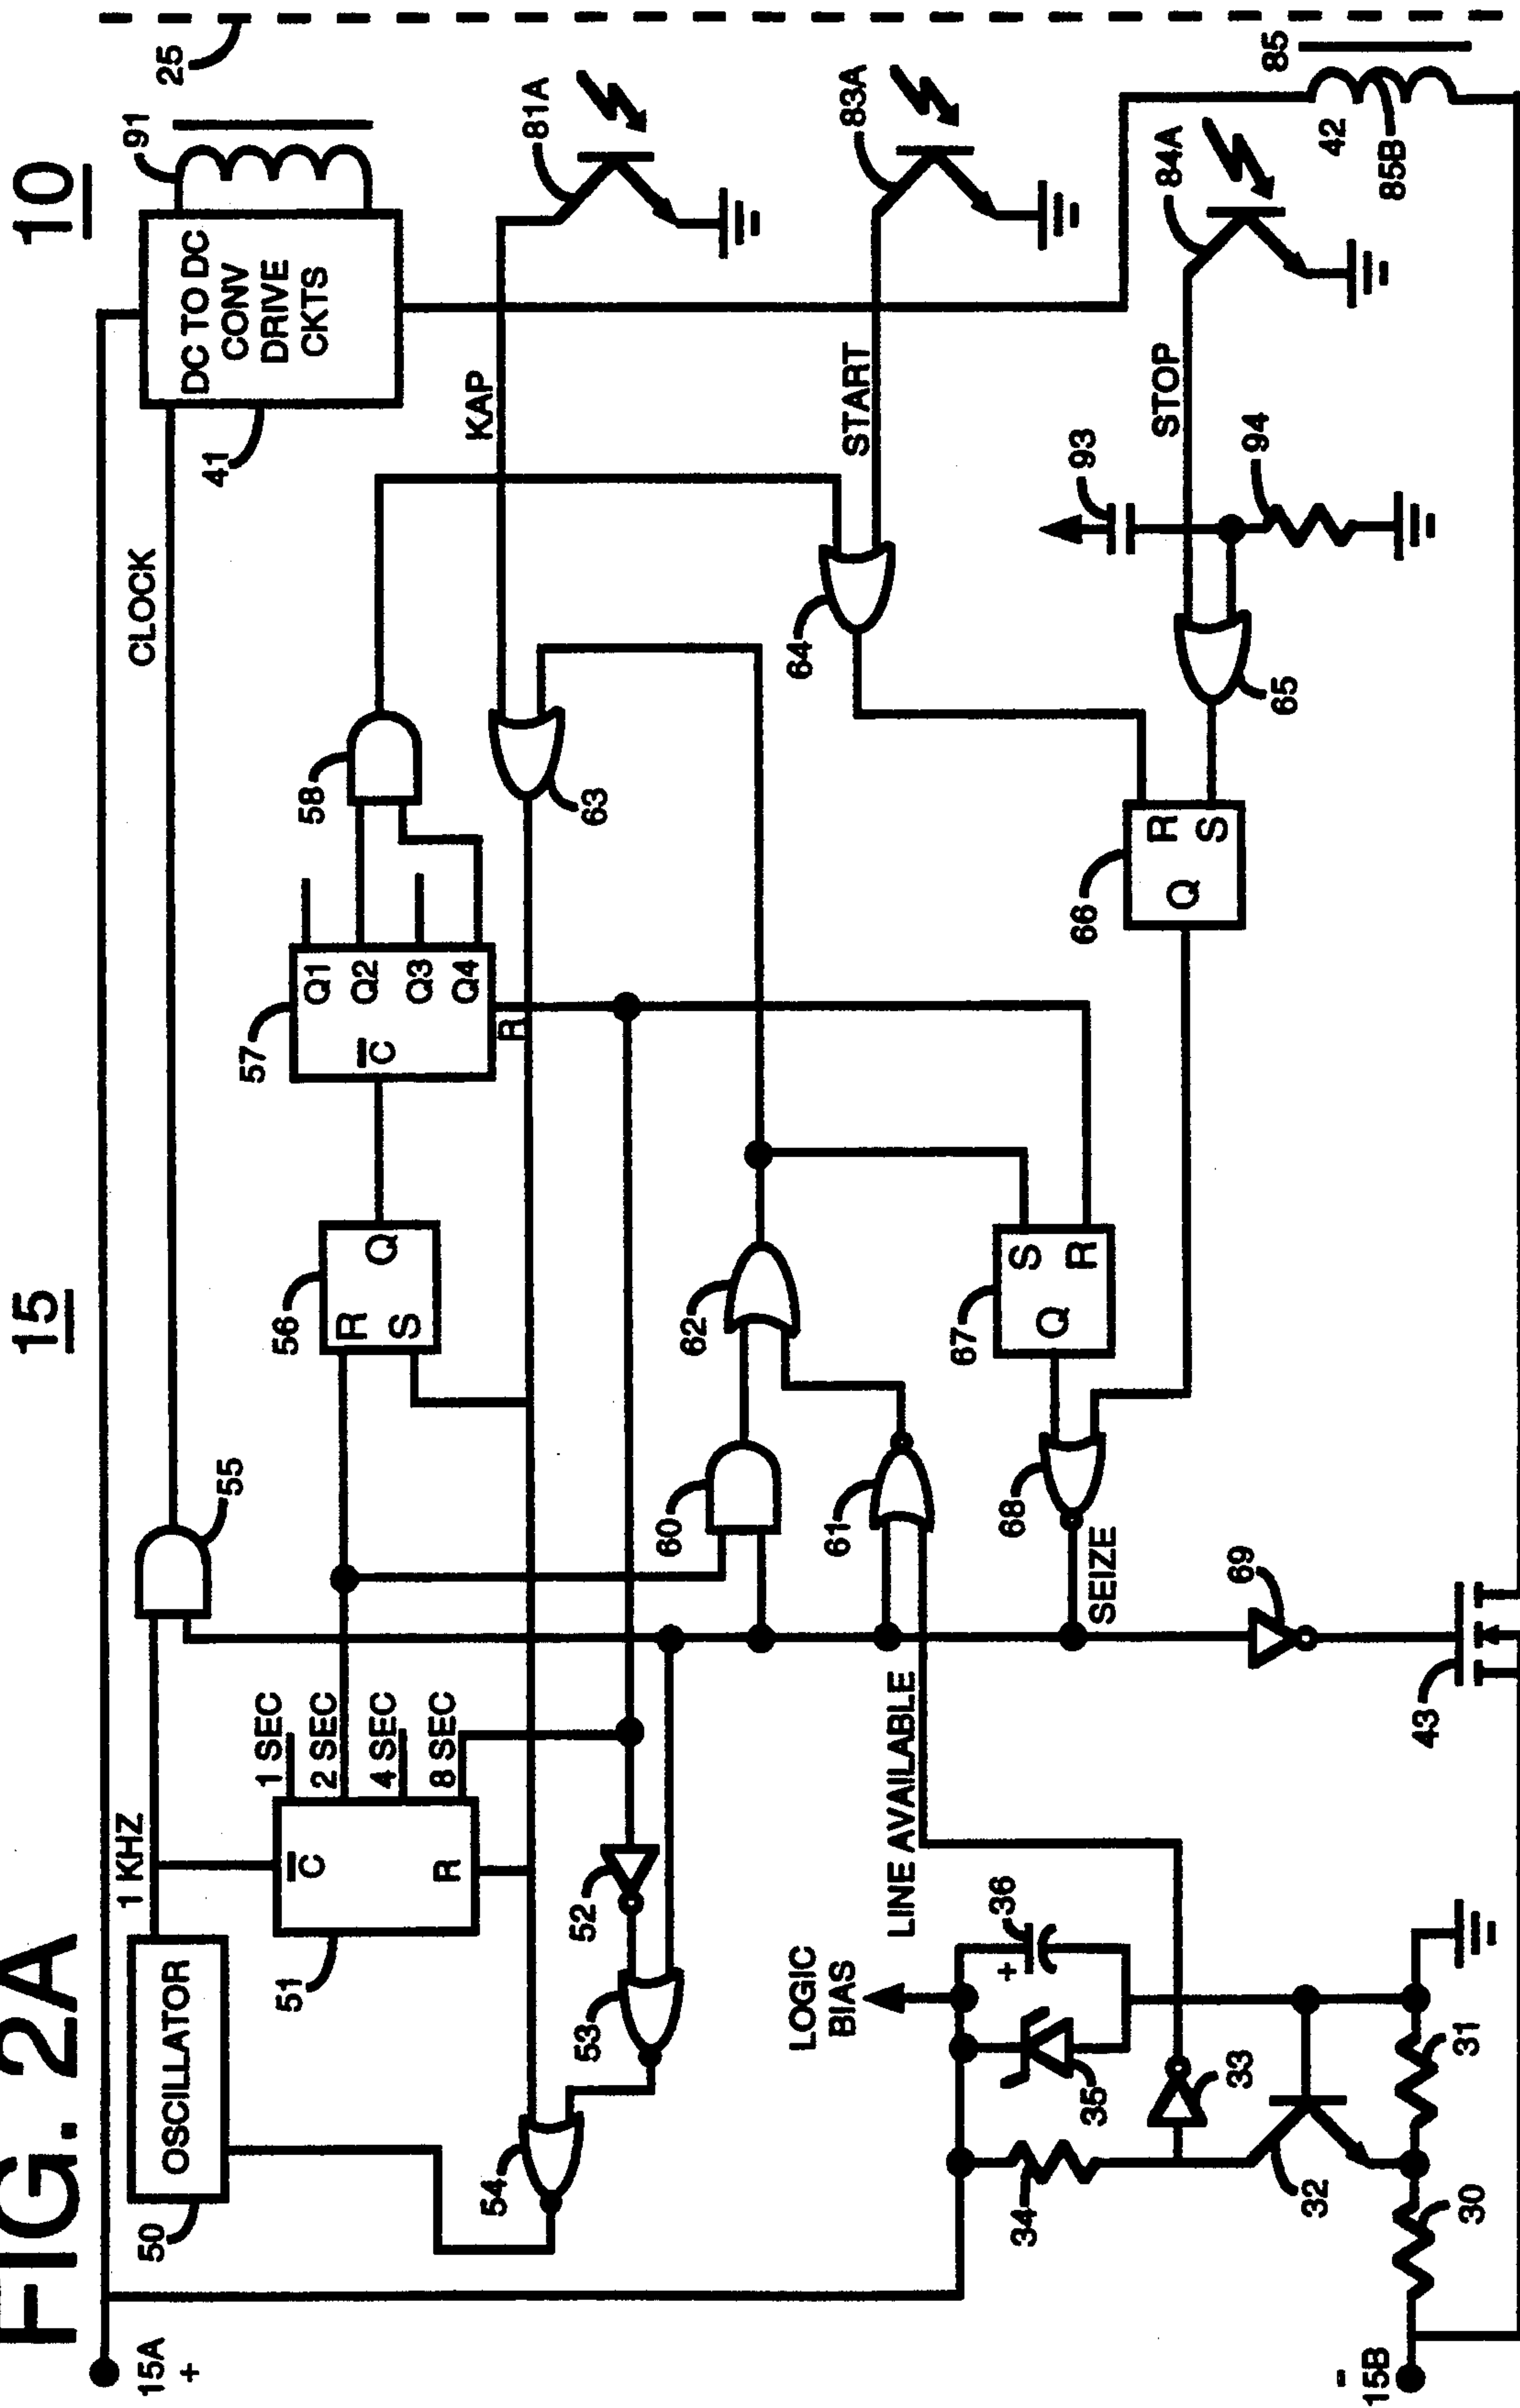 FIG. 2A
15
10
25
15A
+
50
OSCILLATOR
1 KHZ
55
CLOCK
DC TO DC
CONV
DRIVE
CKTS
91
41
51
C
R
1 SEC
2 SEC
4 SEC
8 SEC
56
R
S
Q
57
C
R
Q1
Q2
Q3
Q4
58
KAP
81A
54
53
52
60
62
63
64
START
83A
LOGIC
BIAS
LINE AVAILABLE
61
67
Q
S
R
68
SEIZE
66
Q
R
S
65
STOP
84A
93
94
42
85
85B
34
35
36
+
33
32
31
30
69
43
-
15B